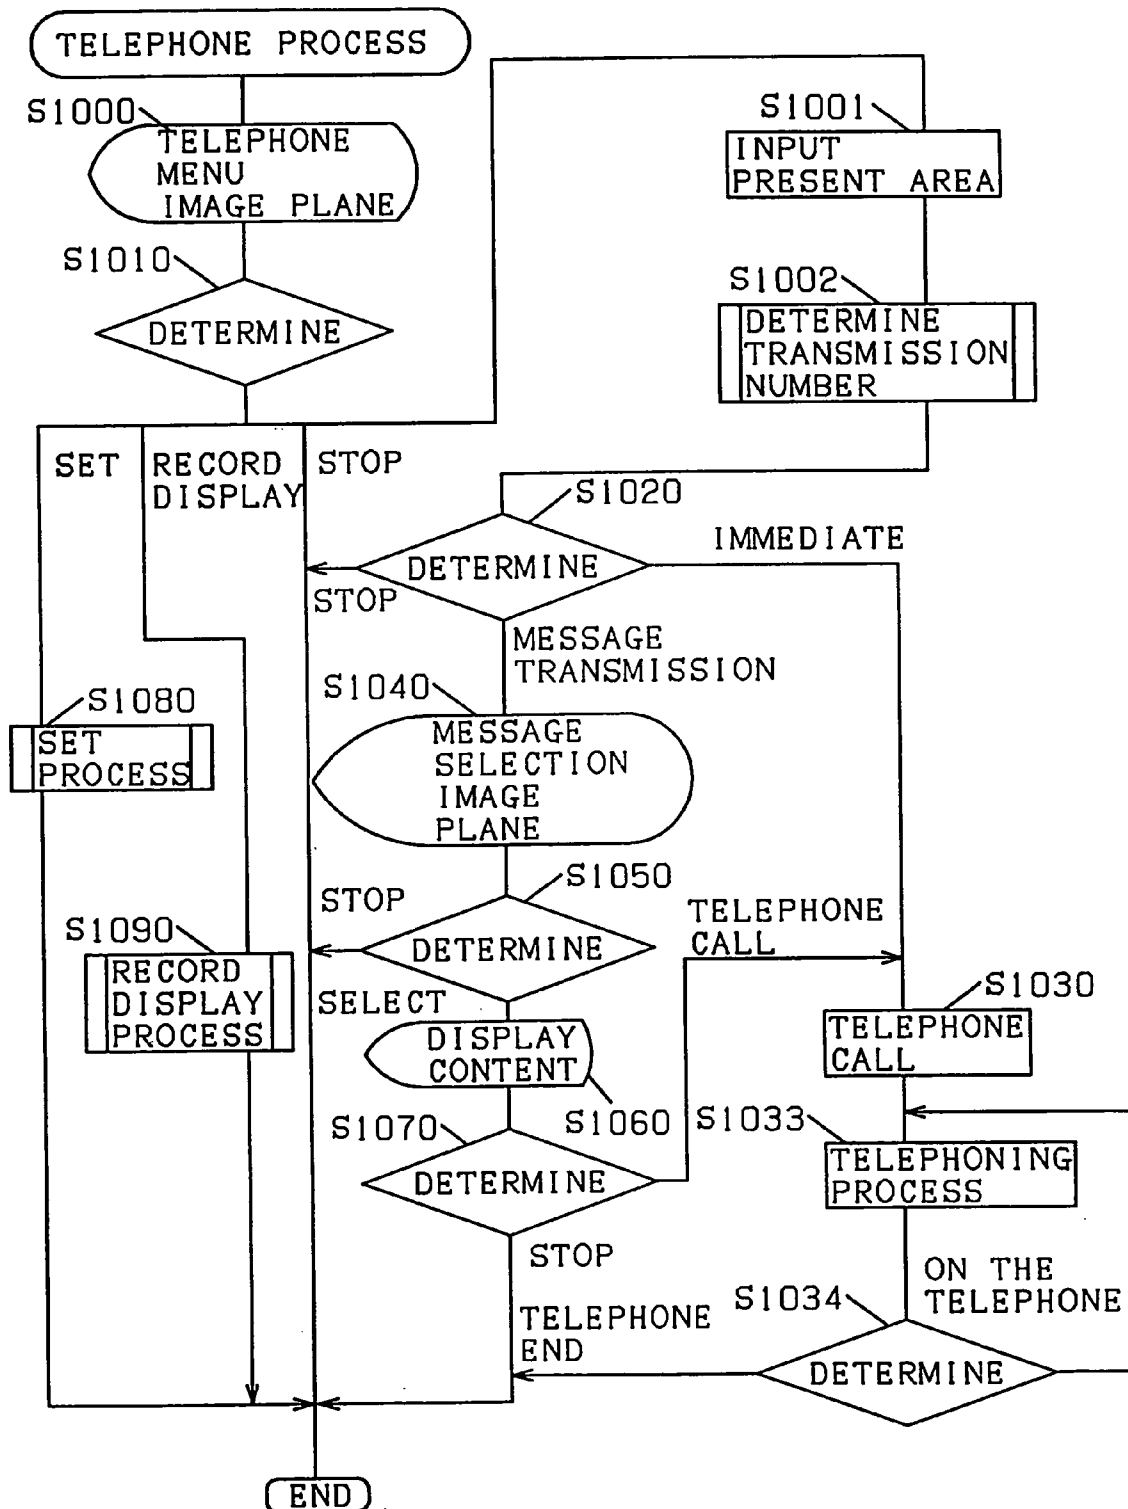 TELEPHONE PROCESS
S1000
TELEPHONE
MENU
IMAGE PLANE
S1010
DETERMINE
S1001
INPUT
PRESENT AREA
S1002
DETERMINE
TRANSMISSION
NUMBER
SET
RECORD
DISPLAY
STOP
S1020
DETERMINE
IMMEDIATE
STOP
MESSAGE
TRANSMISSION
S1040
MESSAGE
SELECTION
IMAGE
PLANE
S1080
SET
PROCESS
S1050
STOP
DETERMINE
TELEPHONE
CALL
S1090
RECORD
DISPLAY
PROCESS
SELECT
DISPLAY
CONTENT
S1060
S1030
TELEPHONE
CALL
S1070
DETERMINE
S1033
TELEPHONING
PROCESS
STOP
ON THE
TELEPHONE
S1034
DETERMINE
TELEPHONE
END
END